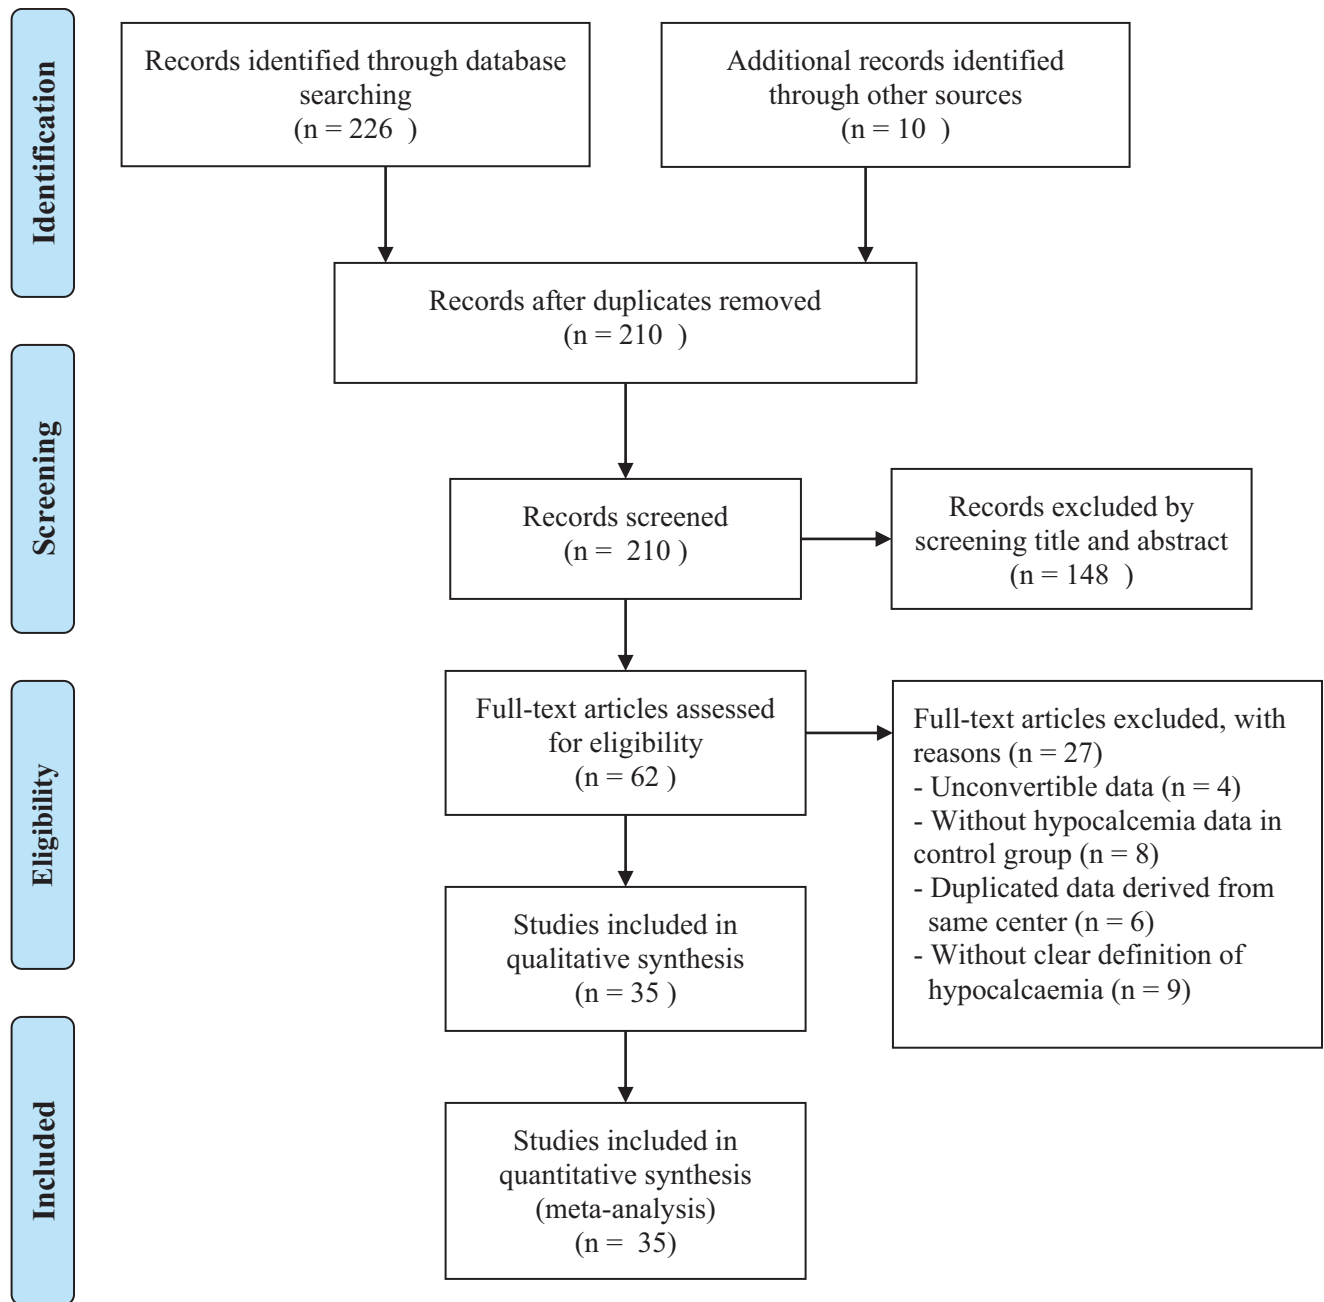 Identification
Records identified through database
searching
(n = 226  )
Additional records identified
through other sources
(n = 10  )
Records after duplicates removed
(n = 210  )
Screening
Records screened
(n =  210 )
Records excluded by
screening title and abstract
(n = 148  )
Eligibility
Full-text articles assessed
for eligibility
(n = 62 )
Full-text articles excluded, with
reasons (n = 27)
- Unconvertible data (n = 4)
- Without hypocalcemia data in
control group (n = 8)
- Duplicated data derived from
same center (n = 6)
- Without clear definition of
hypocalcaemia (n = 9)
Studies included in
qualitative synthesis
(n = 35 )
Included
Studies included in
quantitative synthesis
(meta-analysis)
(n =  35)